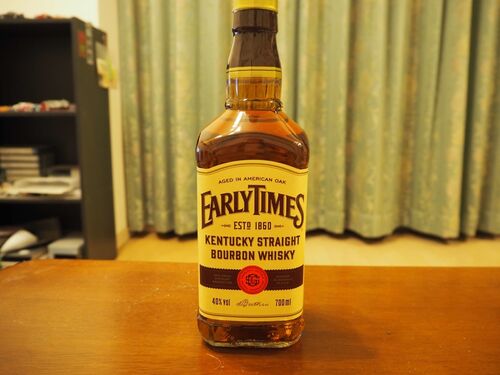 AGED IN AMERICAN OAK
EARLY TIMES
ESTD 1860
KENTUCKY STRAIGHT
BOURBON WHISKY
40% vol
700ml